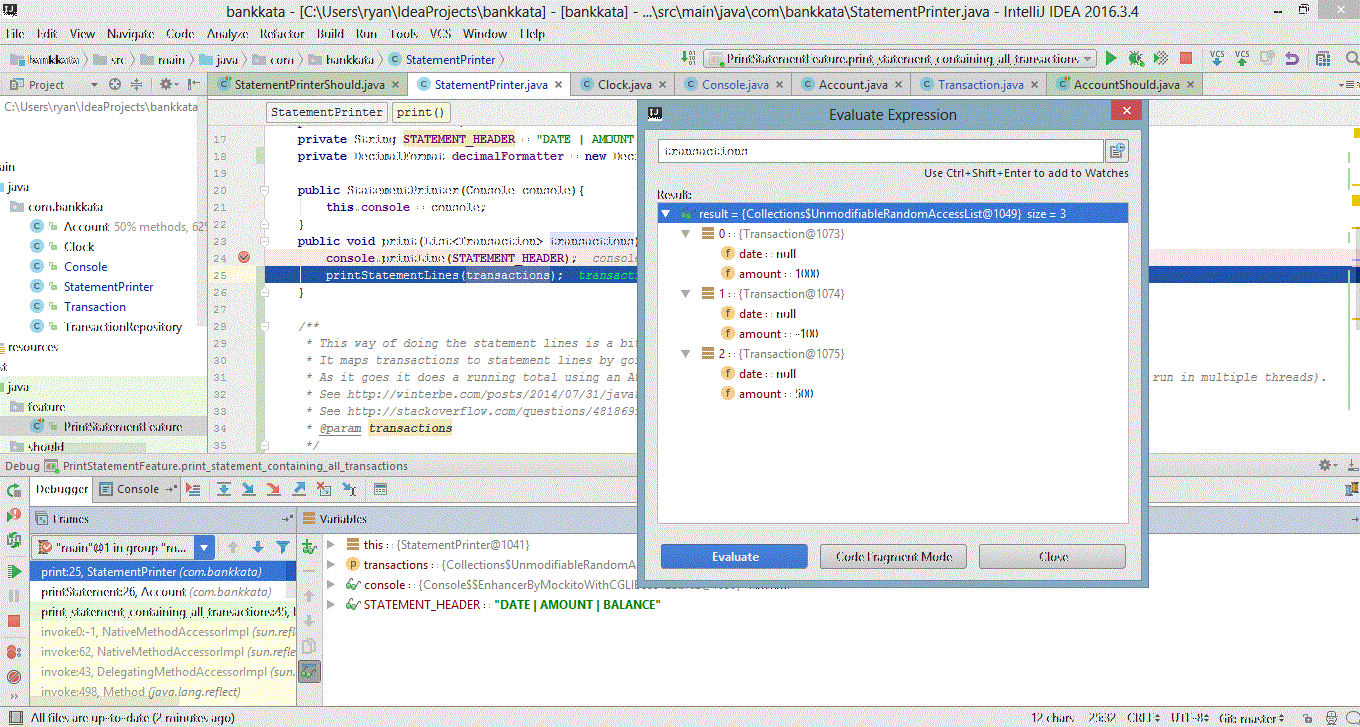 bankkata - [C:\Users\ryan\IdeaProjects\bankkata] - [bankkata] - ...\src\main\java\com\bankkata\StatementPrinter.java - IntelliJ IDEA 2016.3.4
File Edit View Navigate Code Analyze Refactor Build Run Tools VCS Window Help
bankkata src main java com bankkata StatementPrinter PrintStatementFeature.print_statement_containing_all_transactions VCS VCS
Project StatementPrinterShould.java StatementPrinter.java Clock.java Console.java Account.java Transaction.java AccountShould.java
C:\Users\ryan\IdeaProjects\bankkata
ain
java
com.bankkata
Account 50% methods, 62%
Clock
Console
StatementPrinter
Transaction
TransactionRepository
resources
st
java
feature
PrintStatementFeature
should
StatementPrinter print()
17 private String STATEMENT_HEADER = "DATE | AMOUNT
18 private DecimalFormat decimalFormatter = new Deci
19
20 public StatementPrinter(Console console){
21 this.console = console;
22 }
23 public void print(List<Transaction> transactions)
24 console.printLine(STATEMENT_HEADER); console
25 printStatementLines(transactions); transacti
26 }
27
28 /**
29 * This way of doing the statement lines is a bit
30 * It maps transactions to statement lines by goi
31 * As it goes it does a running total using an At run in multiple threads).
32 * See http://winterbe.com/posts/2014/07/31/java8
33 * See http://stackoverflow.com/questions/4818699
34 * @param transactions
35 */
Evaluate Expression
transactions
Use Ctrl+Shift+Enter to add to Watches
Result:
result = {Collections$UnmodifiableRandomAccessList@1049} size = 3
0 = {Transaction@1073}
date = null
amount = 1000
1 = {Transaction@1074}
date = null
amount = -100
2 = {Transaction@1075}
date = null
amount = 500
Evaluate Code Fragment Mode Close
Debug PrintStatementFeature.print_statement_containing_all_transactions
Debugger Console
Frames
"main"@1 in group "ma...
print:25, StatementPrinter (com.bankkata)
printStatement:26, Account (com.bankkata)
print_statement_containing_all_transactions:45,
invoke0:-1, NativeMethodAccessorImpl (sun.refl
invoke:62, NativeMethodAccessorImpl (sun.refle
invoke:43, DelegatingMethodAccessorImpl (sun.
invoke:498, Method (java.lang.reflect)
Variables
this = {StatementPrinter@1041}
transactions = {Collections$UnmodifiableRandomA
console = {Console$$EnhancerByMockitoWithCGLIB
STATEMENT_HEADER = "DATE | AMOUNT | BALANCE"
All files are up-to-date (2 minutes ago) 12 chars 25:32 CRLF UTF-8 Git: master